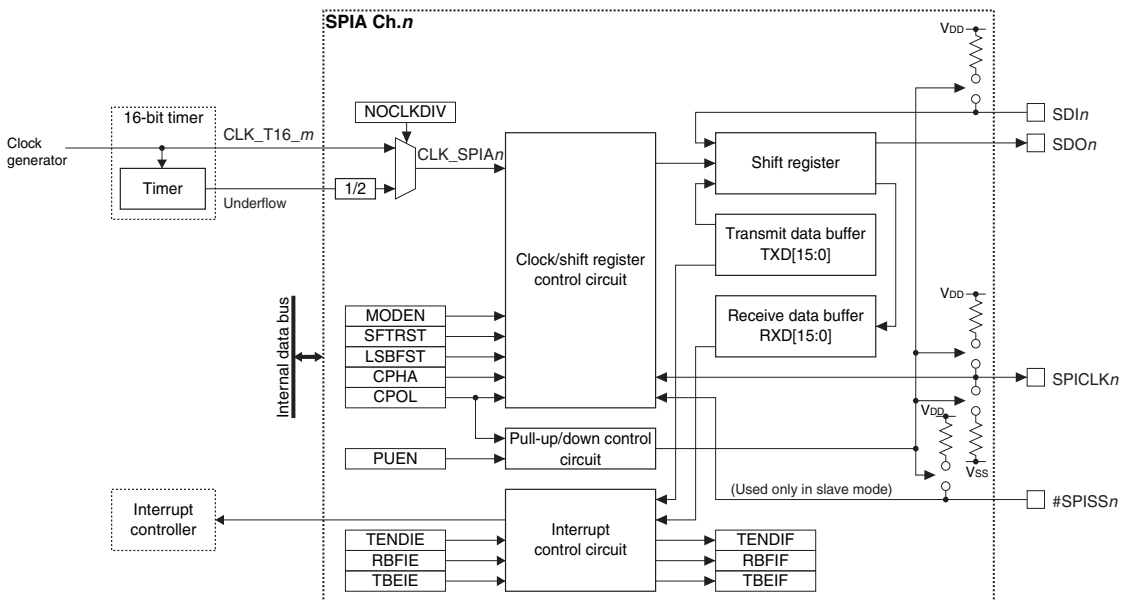 SPIA Ch.n
VDD
16-bit timer
NOCLKDIV
Clock
generator
CLK_T16_m
CLK_SPIAn
SDIn
SDOn
Timer
Underflow
1/2
Shift register
Transmit data buffer
TXD[15:0]
Clock/shift register
control circuit
VDD
Receive data buffer
RXD[15:0]
Internal data bus
MODEN
SFTRST
LSBFST
CPHA
CPOL
SPICLKn
VDD
Pull-up/down control
circuit
PUEN
VSS
(Used only in slave mode)
#SPISSn
Interrupt
controller
Interrupt
control circuit
TENDIE
RBFIE
TBEIE
TENDIF
RBFIF
TBEIF